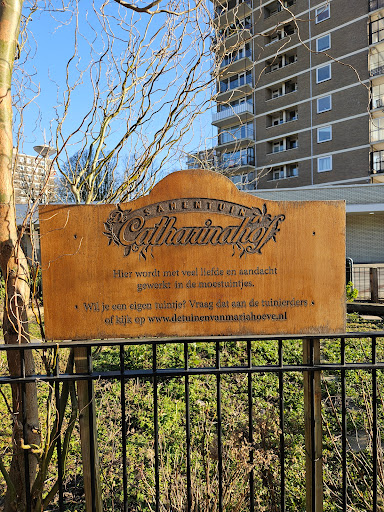 SAMENTUIN
Catharinahof
Hier wordt met veel liefde en aandacht
gewerkt in de moestuintjes.
Wil je een eigen tuintje? Vraag dat aan de tuinierders
of kijk op www.detuinenvanmariahoeve.nl